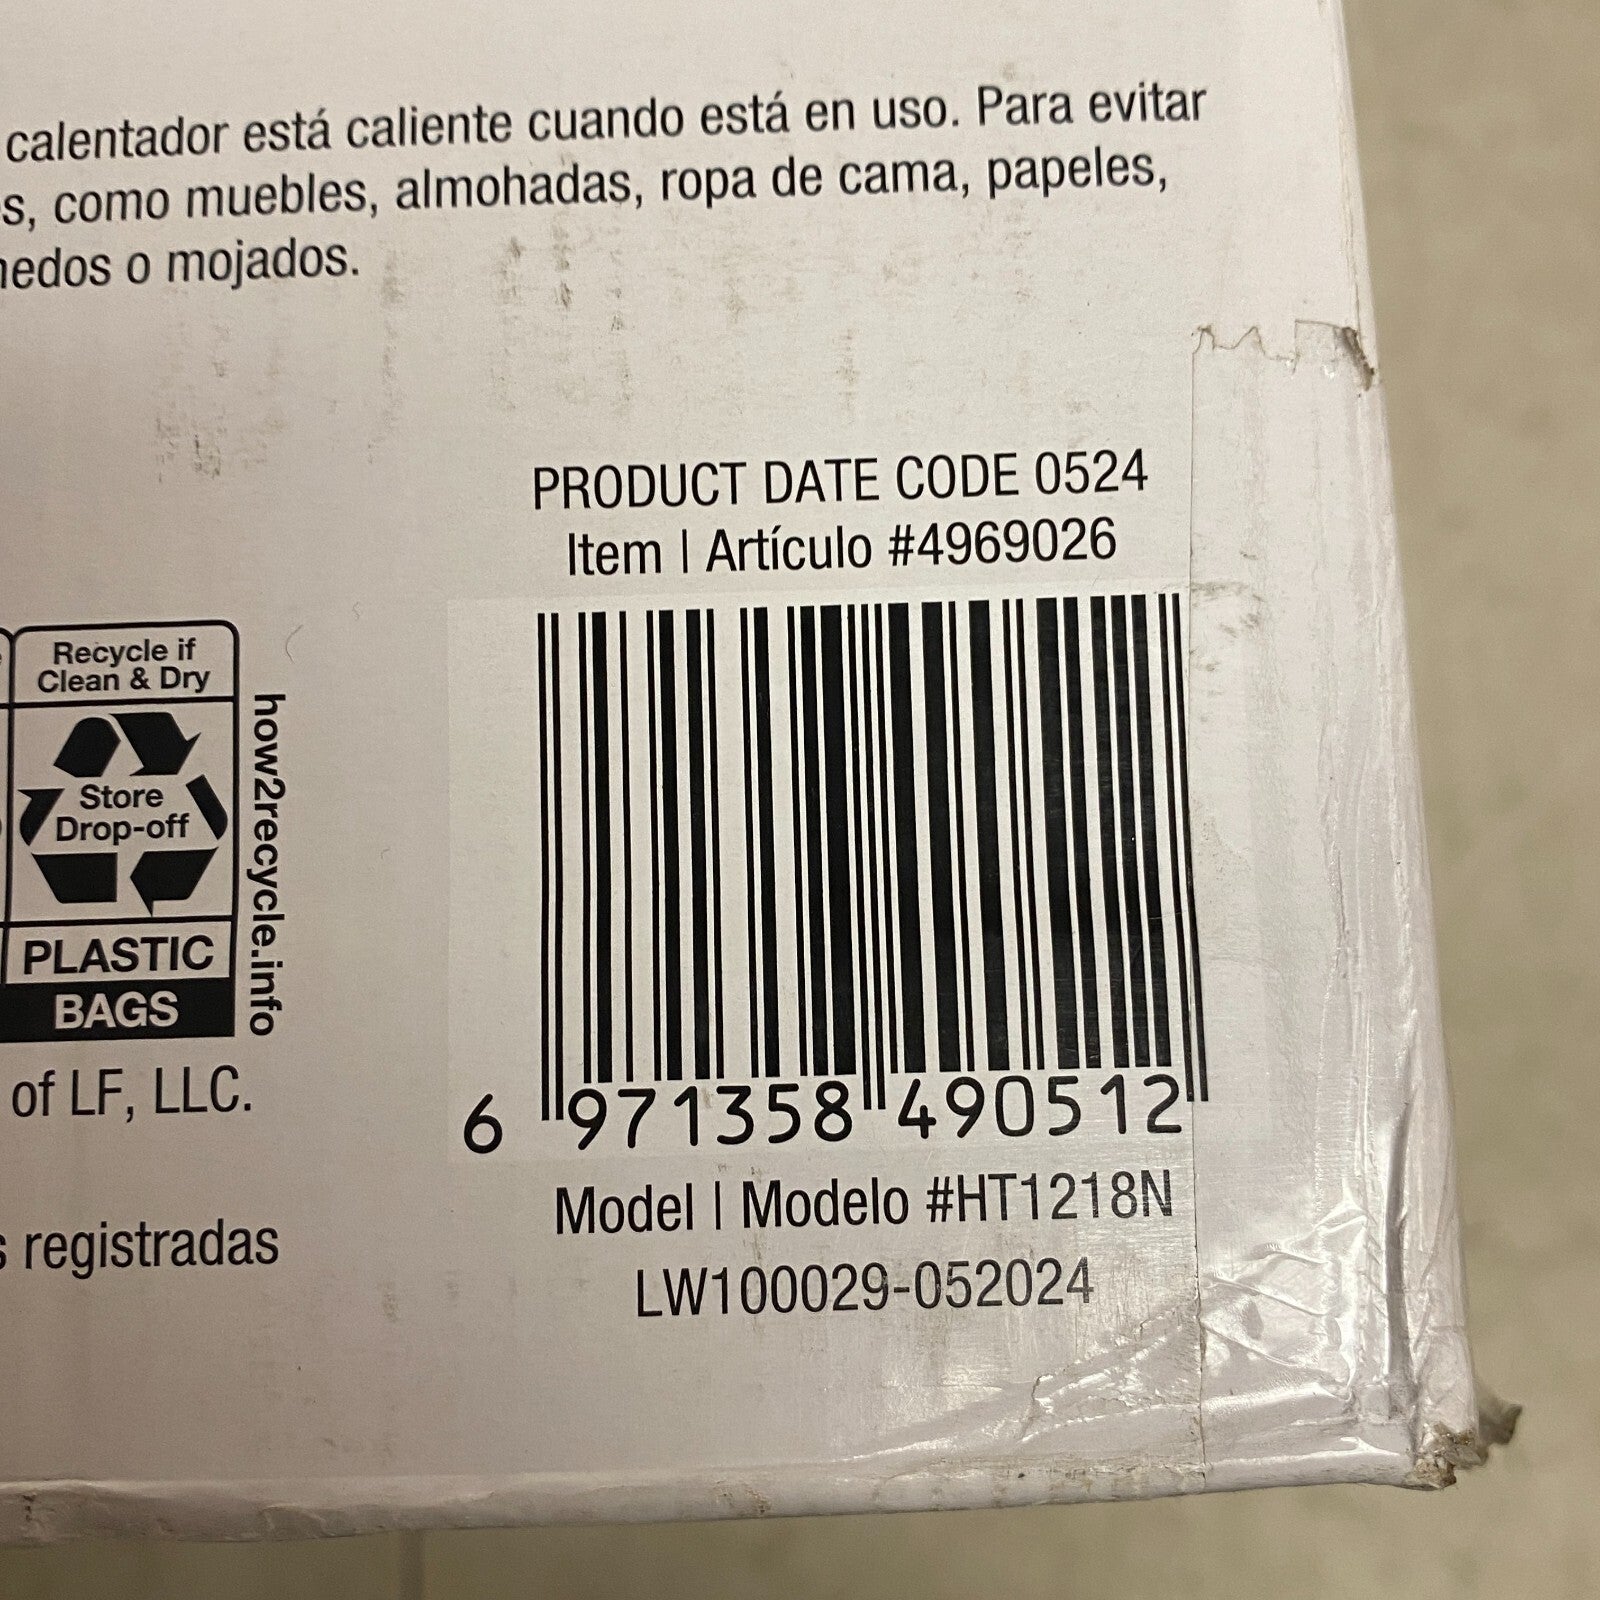 calentador está caliente cuando está en uso. Para evitar
s, como muebles, almohadas, ropa de cama, papeles,
nedos o mojados.
PRODUCT DATE CODE 0524
Item | Artículo #4969026
Recycle if
Clean & Dry
Store
Drop-off
PLASTIC
BAGS
how2recycle.info
6 971358 490512
of LF, LLC.
Model | Modelo #HT1218N
s registradas
LW100029-052024